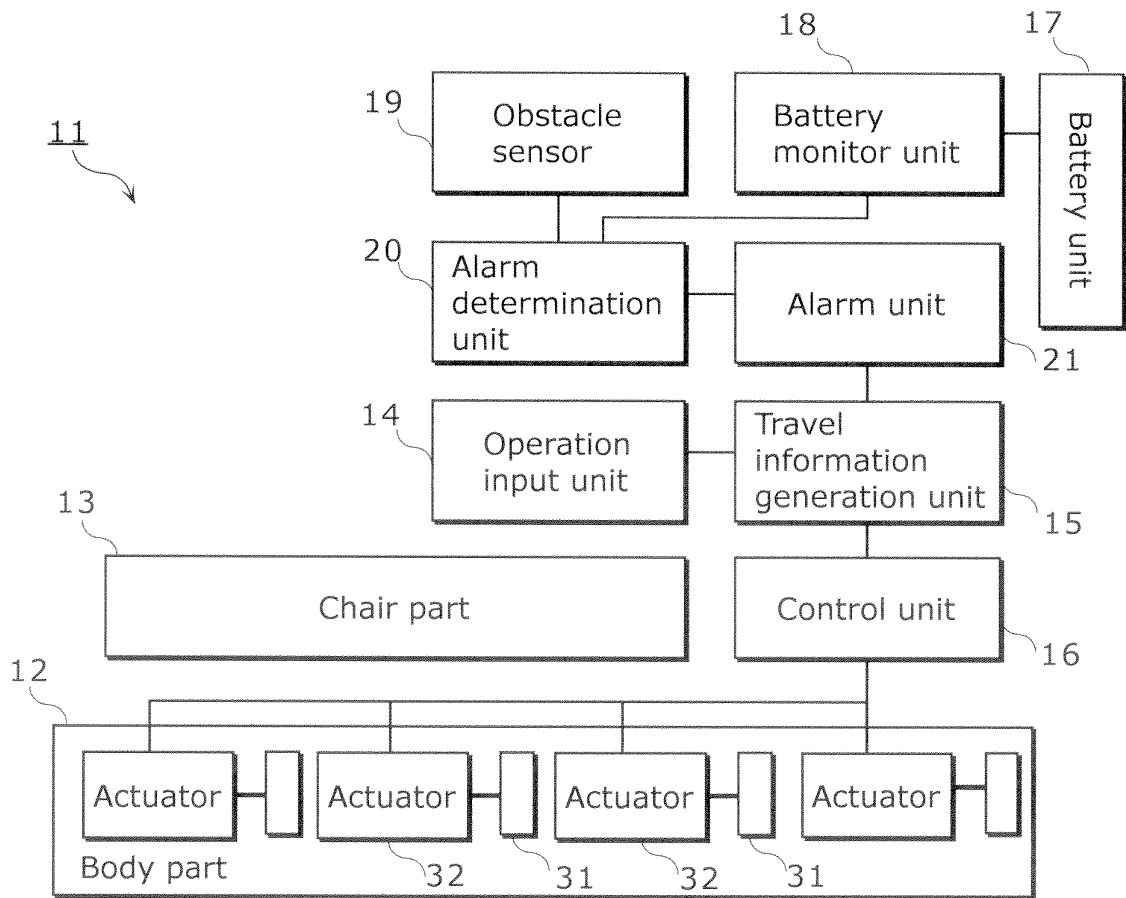 18
17
19
11
Obstacle
sensor
Battery
monitor unit
Battery unit
20
Alarm
determination
unit
Alarm unit
21
14
Operation
input unit
Travel
information
generation unit
15
13
Chair part
Control unit
16
12
Actuator
Actuator
Actuator
Actuator
Body part
32
31
32
31